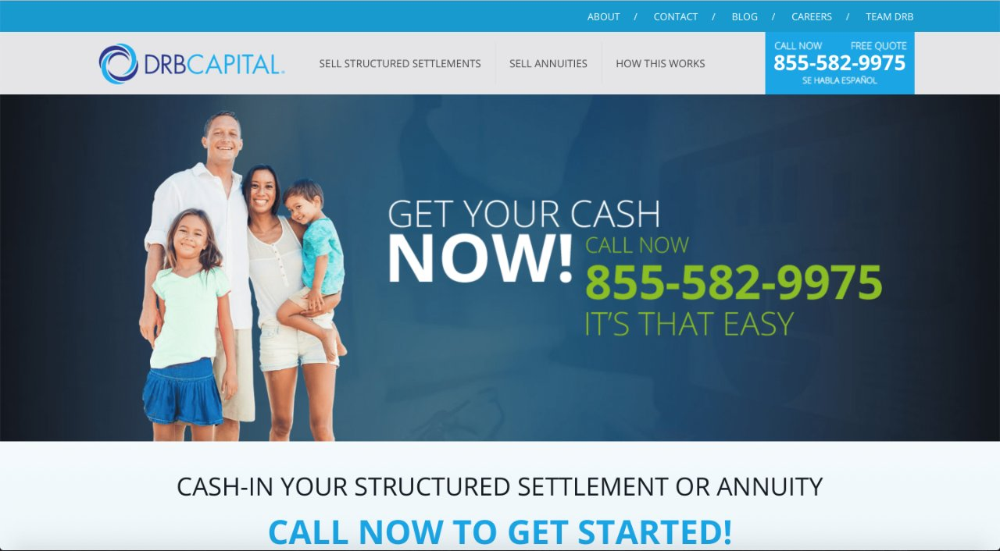 ABOUT / CONTACT / BLOG / CAREERS / TEAM DRB
DRBCAPITAL
SELL STRUCTURED SETTLEMENTS
SELL ANNUITIES
HOW THIS WORKS
CALL NOW FREE QUOTE
855-582-9975
SE HABLA ESPAÑOL
GET YOUR CASH
NOW!
CALL NOW
855-582-9975
IT'S THAT EASY
CASH-IN YOUR STRUCTURED SETTLEMENT OR ANNUITY
CALL NOW TO GET STARTED!